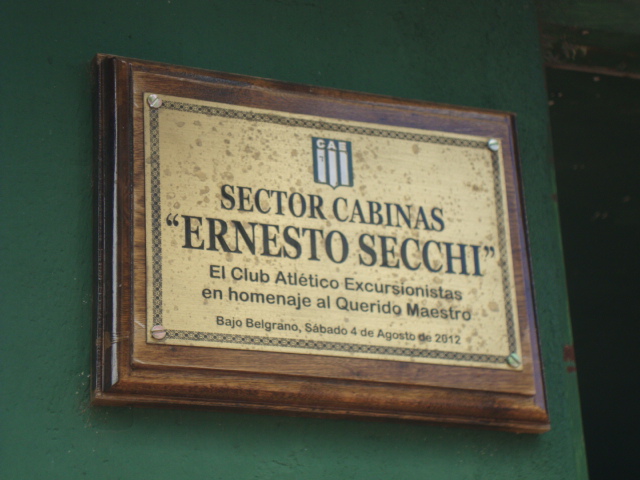 CAE
SECTOR CABINAS
“ERNESTO SECCHI”
El Club Atlético Excursionistas
en homenaje al Querido Maestro
Bajo Belgrano, Sábado 4 de Agosto de 2012